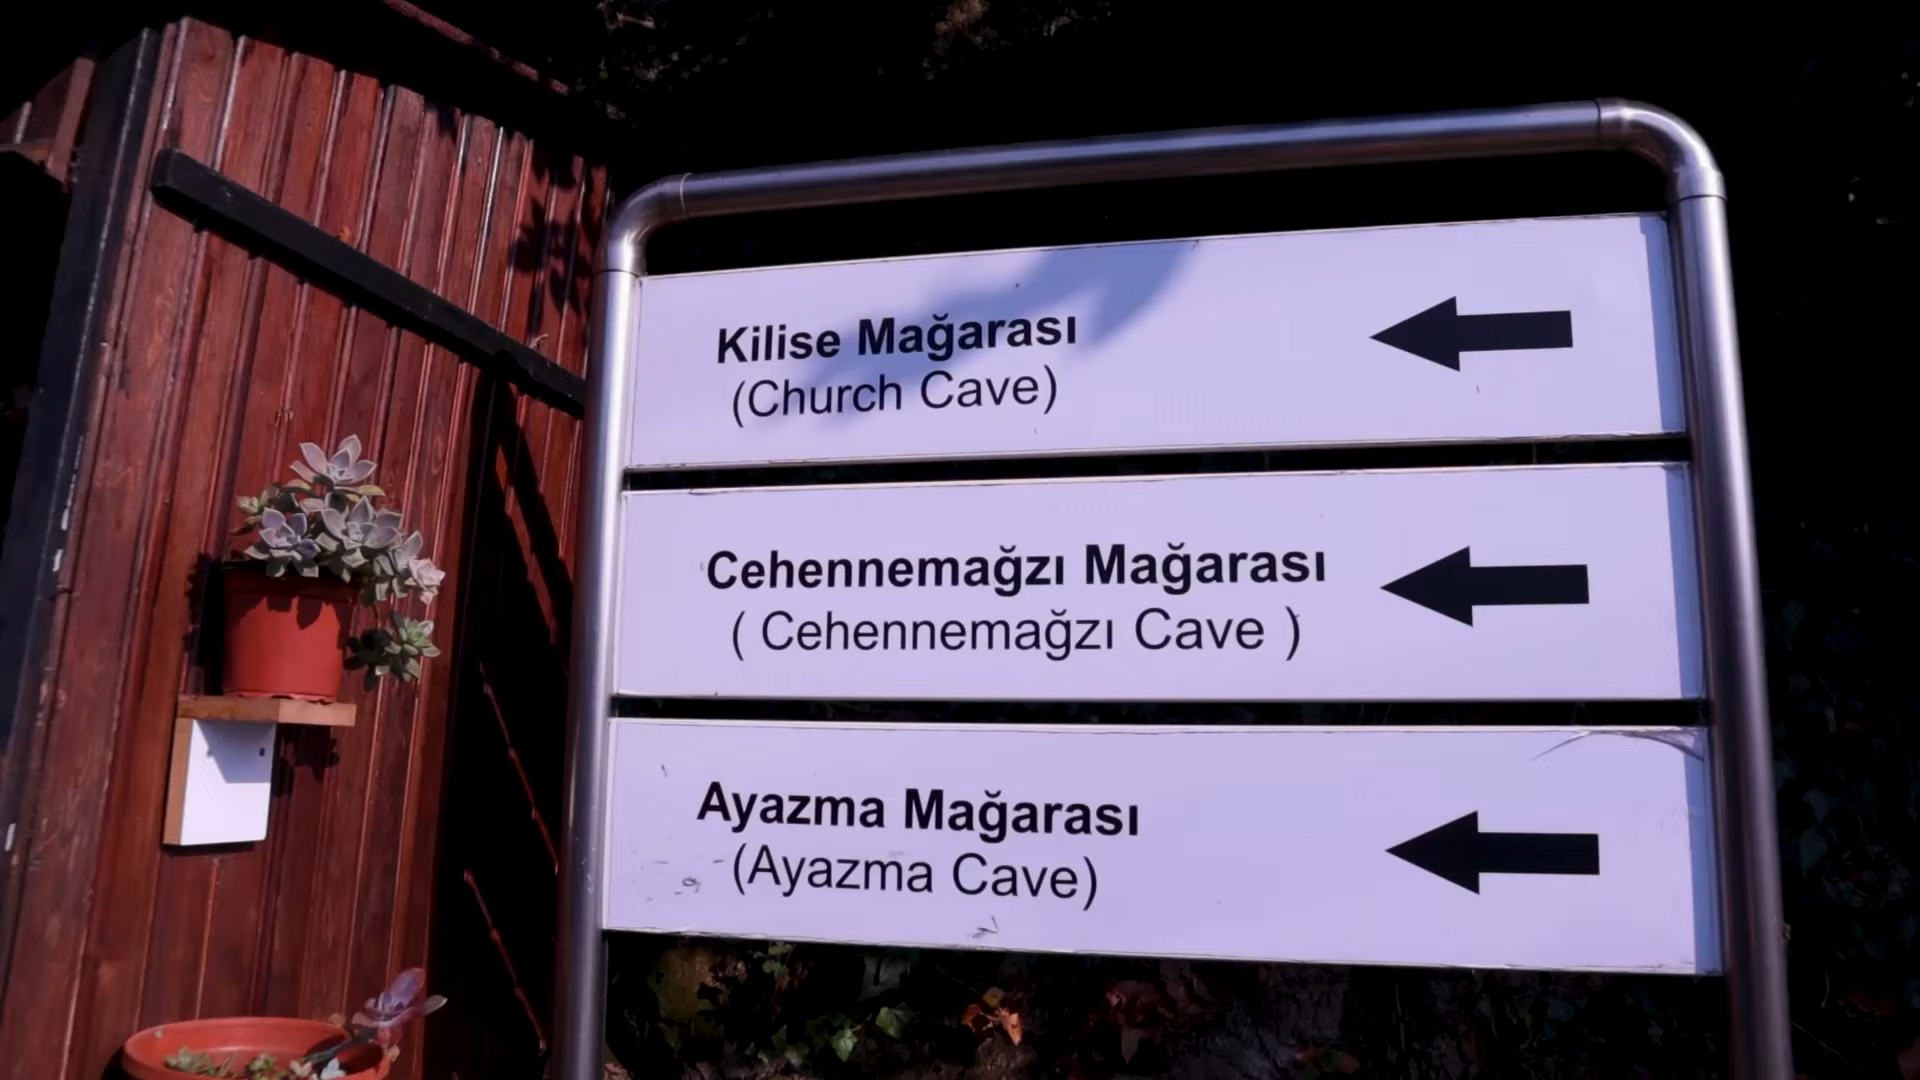 Kilise Mağarası
(Church Cave)
Cehennemağzı Mağarası
( Cehennemağzı Cave )
Ayazma Mağarası
(Ayazma Cave)